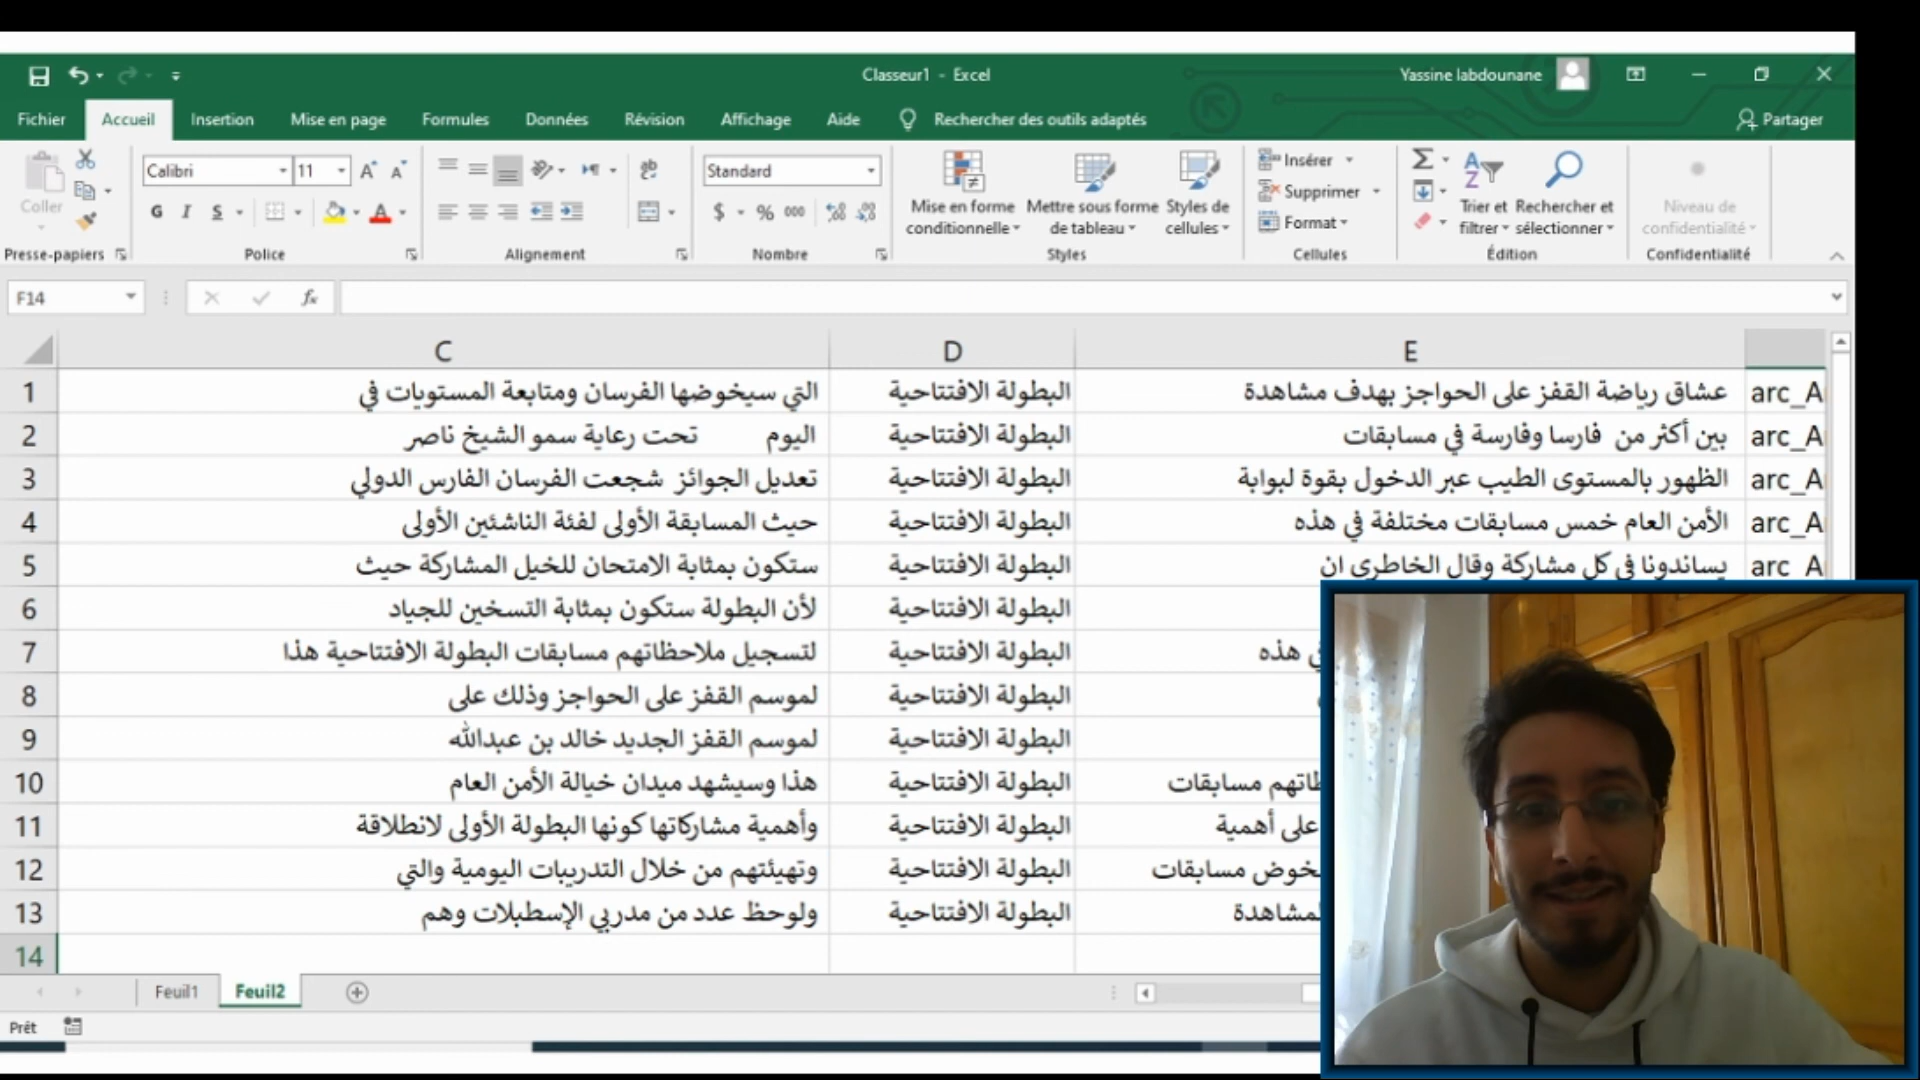 Classeur1 - Excel
Yassine labdounane
Fichier Accueil Insertion Mise en page Formules Données Révision Affichage Aide Rechercher des outils adaptés Partager
Coller
Presse-papiers
Calibri 11
G I S
Police
Alignement
Standard
$ % 000
Nombre
Mise en forme conditionnelle
Mettre sous forme de tableau
Styles de cellules
Styles
Insérer
Supprimer
Format
Cellules
Trier et filtrer
Rechercher et sélectionner
Édition
Niveau de confidentialité
Confidentialité
F14 fx
C D E
1 التي سيخوضها الفرسان ومتابعة المستويات في البطولة الافتتاحية عشاق رياضة القفز على الحواجز بهدف مشاهدة arc_A
2 اليوم تحت رعاية سمو الشيخ ناصر البطولة الافتتاحية بين أكثر من فارسا وفارسة في مسابقات arc_A
3 تعديل الجوائز شجعت الفرسان الفارس الدولي البطولة الافتتاحية الظهور بالمستوى الطيب عبر الدخول بقوة لبوابة arc_A
4 حيث المسابقة الأولى لفئة الناشئين الأولى البطولة الافتتاحية الأمن العام خمس مسابقات مختلفة في هذه arc_A
5 ستكون بمثابة الامتحان للخيل المشاركة حيث البطولة الافتتاحية يساندونا في كل مشاركة وقال الخاطري ان arc_A
6 لأن البطولة ستكون بمثابة التسخين للجياد البطولة الافتتاحية
7 لتسجيل ملاحظاتهم مسابقات البطولة الافتتاحية هذا البطولة الافتتاحية هذه
8 لموسم القفز على الحواجز وذلك على البطولة الافتتاحية
9 لموسم القفز الجديد خالد بن عبدالله البطولة الافتتاحية
10 هذا وسيشهد ميدان خيالة الأمن العام البطولة الافتتاحية مسابقات
11 وأهمية مشاركاتها كونها البطولة الأولى لانطلاقة البطولة الافتتاحية على أهمية
12 وتهيئتهم من خلال التدريبات اليومية والتي البطولة الافتتاحية مسابقات
13 ولوحظ عدد من مدربي الإسطبلات وهم البطولة الافتتاحية
14
Feuil1 Feuil2
Prêt